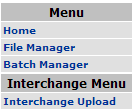 Menu
Home
File Manager
Batch Manager
Interchange Menu
Interchange Upload